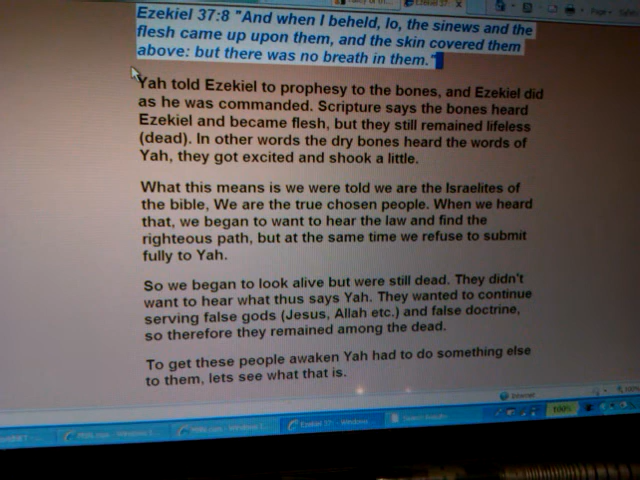 Ezekiel 37:8 "And when I beheld, lo, the sinews and the
flesh came up upon them, and the skin covered them
above: but there was no breath in them."
Yah told Ezekiel to prophesy to the bones, and Ezekiel did
as he was commanded. Scripture says the bones heard
Ezekiel and became flesh, but they still remained lifeless
(dead). In other words the dry bones heard the words of
Yah, they got excited and shook a little.
What this means is we were told we are the Israelites of
the bible, We are the true chosen people. When we heard
that, we began to want to hear the law and find the
righteous path, but at the same time we refuse to submit
fully to Yah.
So we began to look alive but were still dead. They didn't
want to hear what thus says Yah. They wanted to continue
serving false gods (Jesus, Allah etc.) and false doctrine,
so therefore they remained among the dead.
To get these people awaken Yah had to do something else
to them, lets see what that is.
Internet
100%
Ezekiel 37: - Windows
Search Results